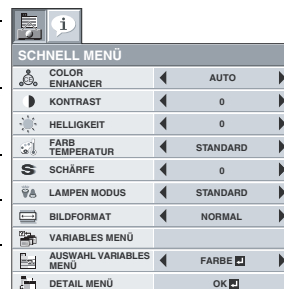 SCHNELL MENÜ
COLOR ENHANCER AUTO
KONTRAST 0
HELLIGKEIT 0
FARB TEMPERATUR STANDARD
SCHÄRFE 0
LAMPEN MODUS STANDARD
BILDFORMAT NORMAL
VARIABLES MENÜ
AUSWAHL VARIABLES MENÜ FARBE
DETAIL MENÜ OK